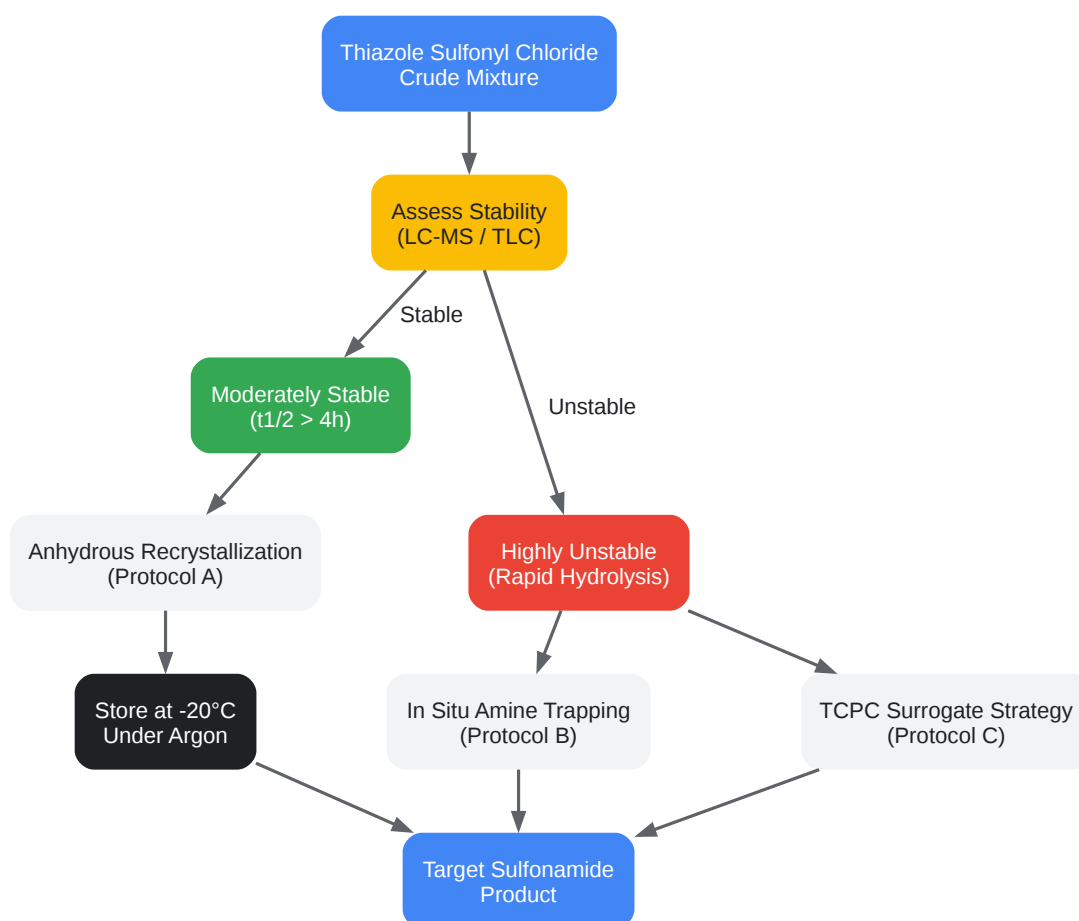 Thiazole Sulfonyl Chloride
Crude Mixture
Assess Stability
(LC-MS / TLC)
Stable
Moderately Stable
(t1/2 > 4h)
Unstable
Anhydrous Recrystallization
(Protocol A)
Highly Unstable
(Rapid Hydrolysis)
Store at -20°C
Under Argon
In Situ Amine Trapping
(Protocol B)
TCPC Surrogate Strategy
(Protocol C)
Target Sulfonamide
Product